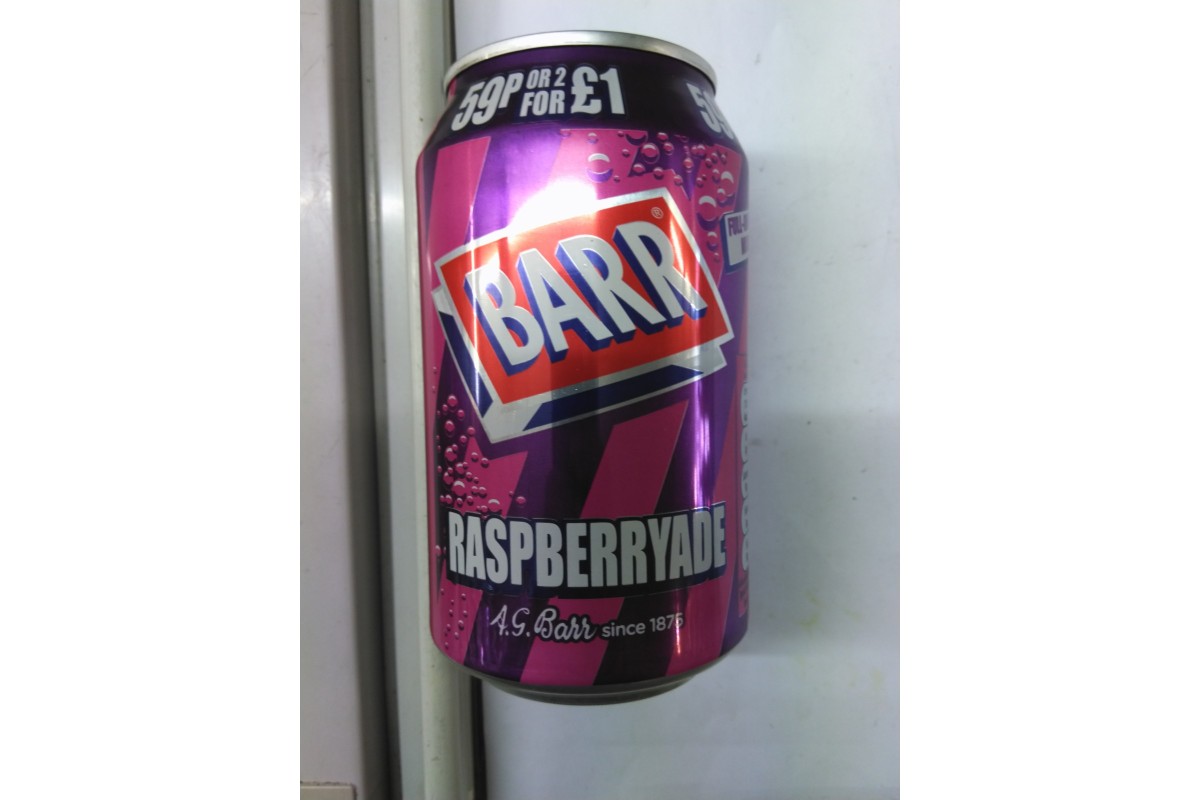 59P OR 2 FOR £1
BARR®
RASPBERRYADE
A.G. Barr since 1875